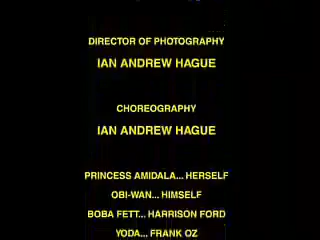 DIRECTOR OF PHOTOGRAPHY
IAN ANDREW HAGUE
CHOREOGRAPHY
IAN ANDREW HAGUE
PRINCESS AMIDALA... HERSELF
OBI-WAN... HIMSELF
BOBA FETT... HARRISON FORD
YODA... FRANK OZ